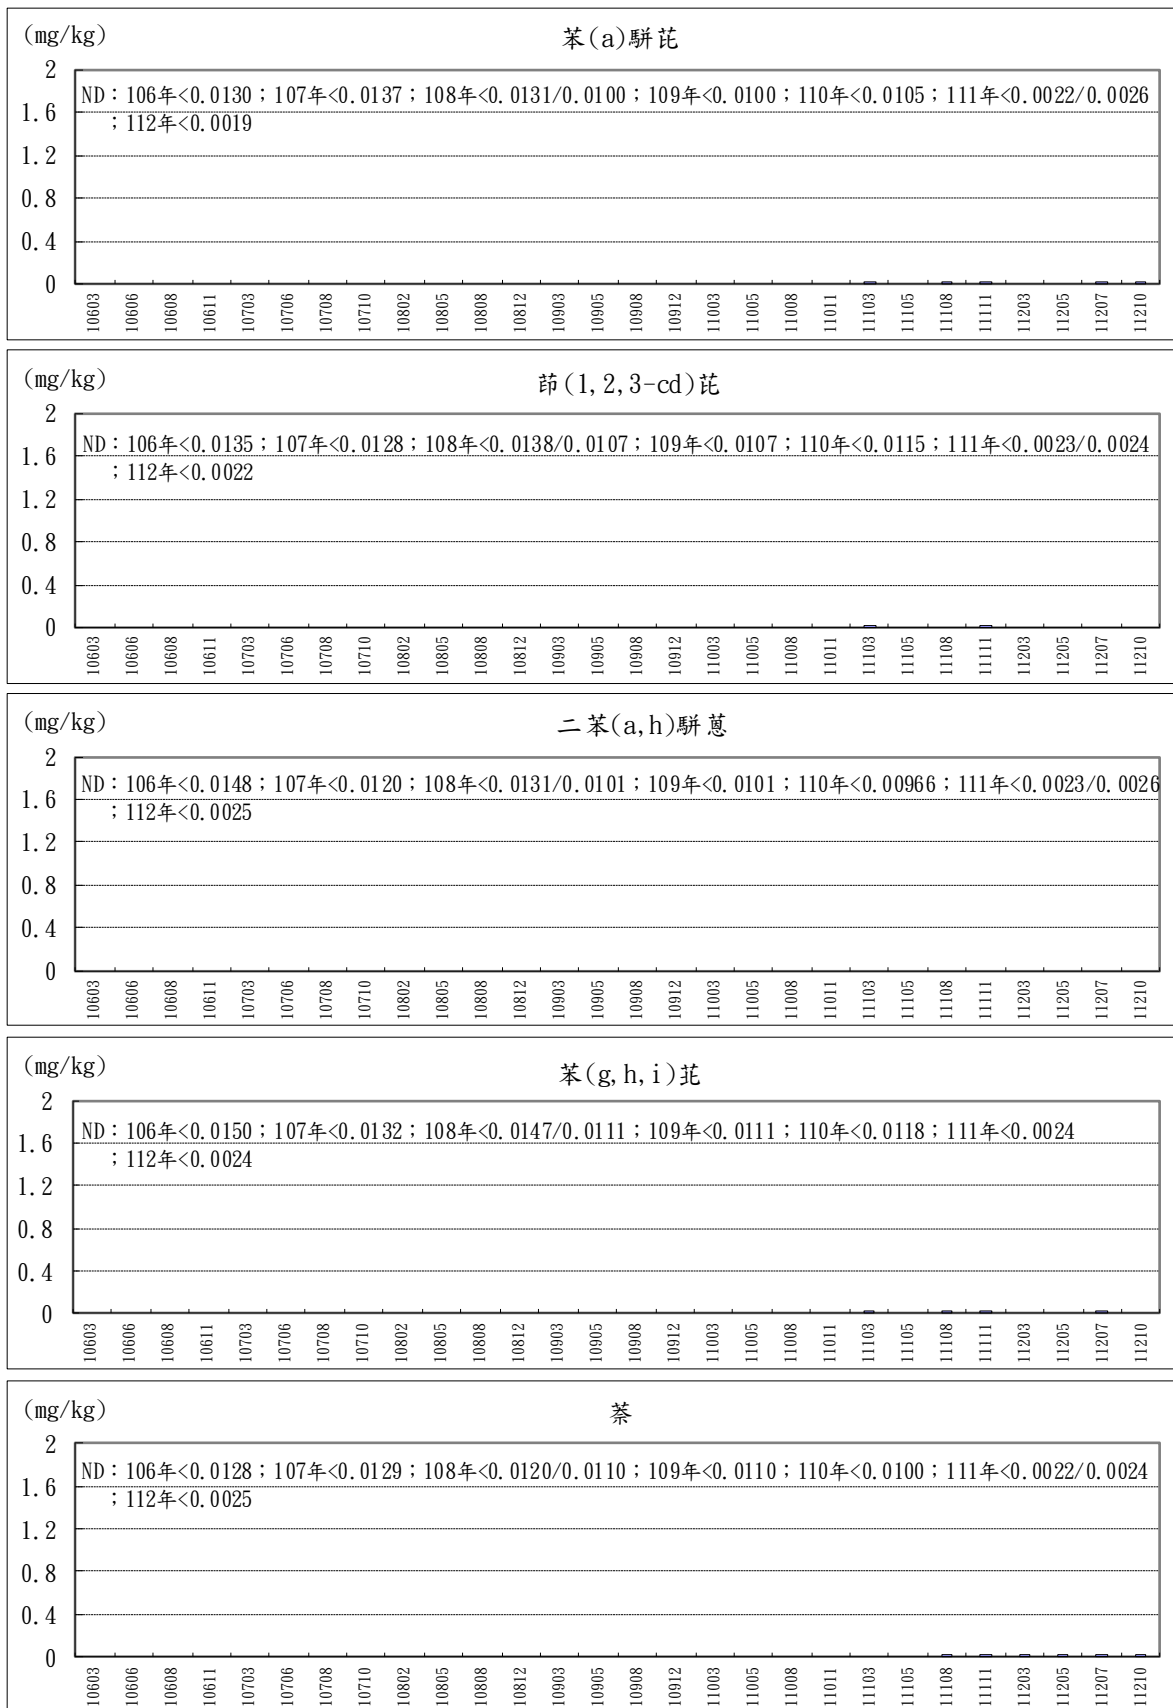 (mg/kg)
苯(a)駢芘
2
ND：106年<0.0130；107年<0.0137；108年<0.0131/0.0100；109年<0.0100；110年<0.0105；111年<0.0022/0.0026
；112年<0.0019
1.6
1.2
0.8
0.4
0
10603 10606 10608 10611 10703 10706 10708 10710 10802 10805 10808 10812 10903 10905 10908 10912 11003 11005 11008 11011 11103 11105 11108 11111 11203 11205 11207 11210
(mg/kg)
茚(1,2,3-cd)芘
2
ND：106年<0.0135；107年<0.0128；108年<0.0138/0.0107；109年<0.0107；110年<0.0115；111年<0.0023/0.0024
；112年<0.0022
1.6
1.2
0.8
0.4
0
10603 10606 10608 10611 10703 10706 10708 10710 10802 10805 10808 10812 10903 10905 10908 10912 11003 11005 11008 11011 11103 11105 11108 11111 11203 11205 11207 11210
(mg/kg)
二苯(a,h)駢蒽
2
ND：106年<0.0148；107年<0.0120；108年<0.0131/0.0101；109年<0.0101；110年<0.00966；111年<0.0023/0.0026
；112年<0.0025
1.6
1.2
0.8
0.4
0
10603 10606 10608 10611 10703 10706 10708 10710 10802 10805 10808 10812 10903 10905 10908 10912 11003 11005 11008 11011 11103 11105 11108 11111 11203 11205 11207 11210
(mg/kg)
苯(g,h,i)苝
2
ND：106年<0.0150；107年<0.0132；108年<0.0147/0.0111；109年<0.0111；110年<0.0118；111年<0.0024
；112年<0.0024
1.6
1.2
0.8
0.4
0
10603 10606 10608 10611 10703 10706 10708 10710 10802 10805 10808 10812 10903 10905 10908 10912 11003 11005 11008 11011 11103 11105 11108 11111 11203 11205 11207 11210
(mg/kg)
萘
2
ND：106年<0.0128；107年<0.0129；108年<0.0120/0.0110；109年<0.0110；110年<0.0100；111年<0.0022/0.0024
；112年<0.0025
1.6
1.2
0.8
0.4
0
10603 10606 10608 10611 10703 10706 10708 10710 10802 10805 10808 10812 10903 10905 10908 10912 11003 11005 11008 11011 11103 11105 11108 11111 11203 11205 11207 11210